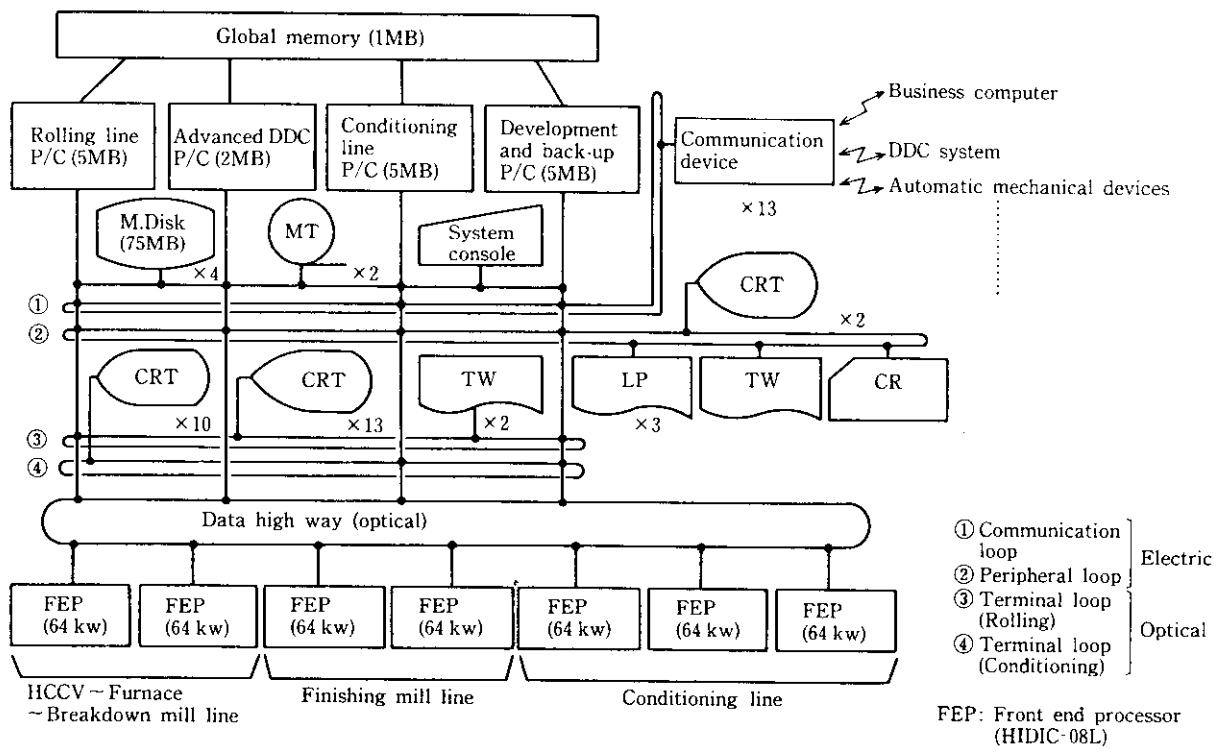 Global memory (1MB)
Rolling line
P/C (5MB)
Advanced DDC
P/C (2MB)
Conditioning
line
P/C (5MB)
Development
and back-up
P/C (5MB)
Communication
device
×13
Business computer
DDC system
Automatic mechanical devices
M.Disk
(75MB)
×4
MT
×2
System
console
CRT
×2
①
②
CRT
×10
CRT
×13
TW
×2
LP
×3
TW
CR
③
④
Data high way (optical)
FEP
(64 kw)
FEP
(64 kw)
FEP
(64 kw)
FEP
(64 kw)
FEP
(64 kw)
FEP
(64 kw)
FEP
(64 kw)
HCCV~Furnace
~Breakdown mill line
Finishing mill line
Conditioning line
① Communication
loop
② Peripheral loop
Electric
③ Terminal loop
(Rolling)
④ Terminal loop
(Conditioning)
Optical
FEP: Front end processor
(HIDIC-08L)